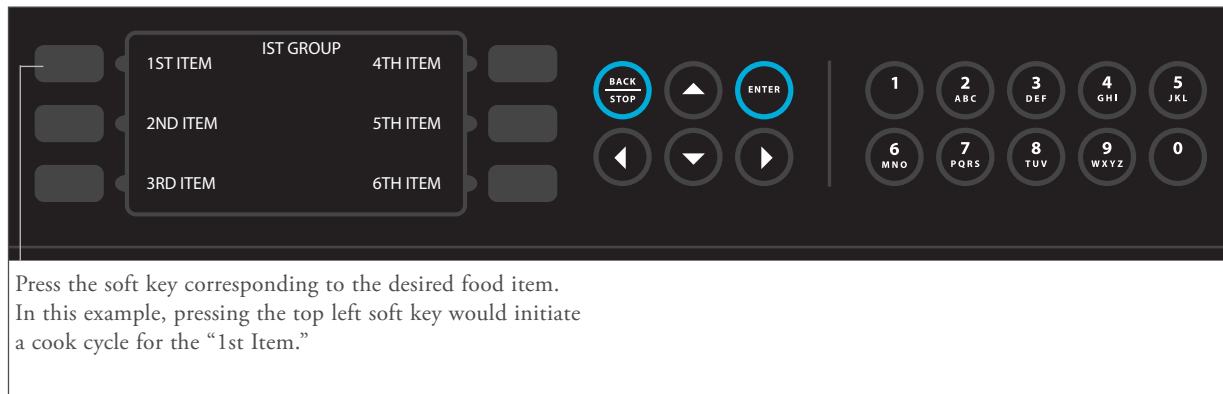 IST GROUP
1ST ITEM 4TH ITEM
2ND ITEM 5TH ITEM
3RD ITEM 6TH ITEM
BACK
STOP
ENTER
1 2 3 4 5
ABC DEF GHI JKL
6 7 8 9 0
MNO PQRS TUV WXYZ
Press the soft key corresponding to the desired food item.
In this example, pressing the top left soft key would initiate
a cook cycle for the “1st Item.”